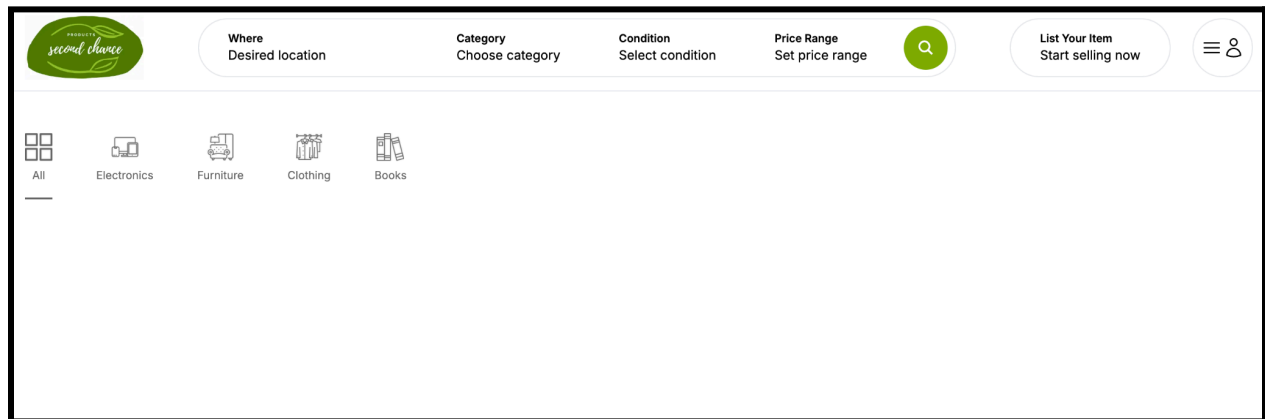 PRODUCTS
second chance
Where
Desired location
Category
Choose category
Condition
Select condition
Price Range
Set price range
List Your Item
Start selling now
All
Electronics
Furniture
Clothing
Books